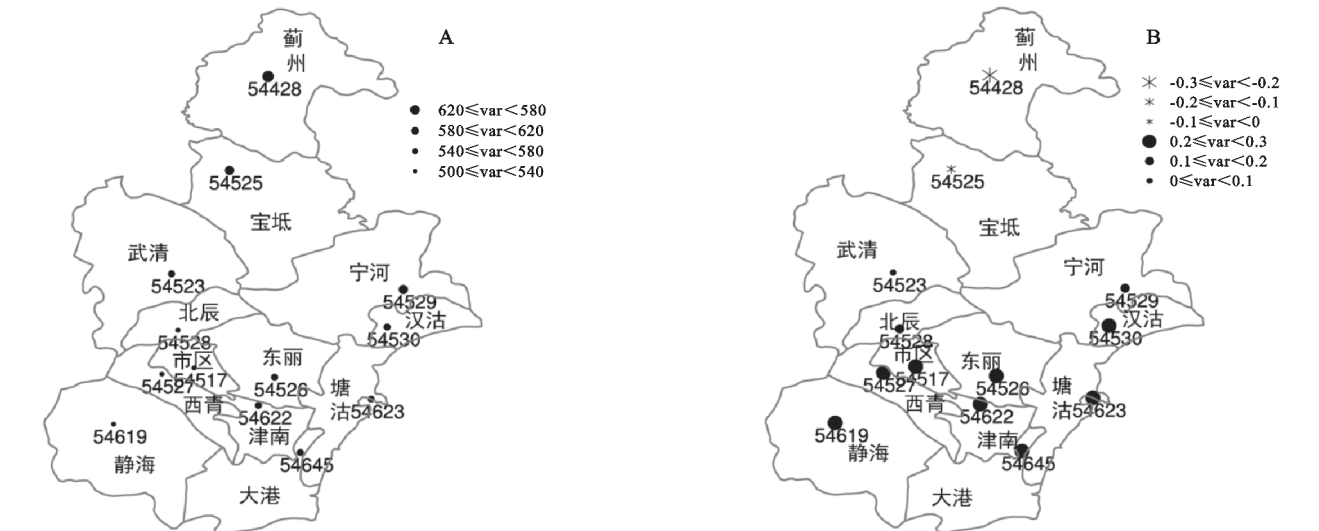 A
蓟
州
54428
620≤var<580
580≤var<620
540≤var<580
500≤var<540
54525
宝坻
武清
54523
宁河
54529
汉沽
54530
北辰
54528
市区
54517
54527
西青
东丽
54526
54622
津南
塘
沽54623
54619
静海
54645
大港
B
蓟
州
54428
-0.3≤var<-0.2
-0.2≤var<-0.1
-0.1≤var<0
0.2≤var<0.3
0.1≤var<0.2
0≤var<0.1
54525
宝坻
武清
54523
宁河
54529
汉沽
54530
北辰
54528
市区
54517
54527
西青
东丽
54526
54622
津南
塘
沽54623
54619
静海
54645
大港